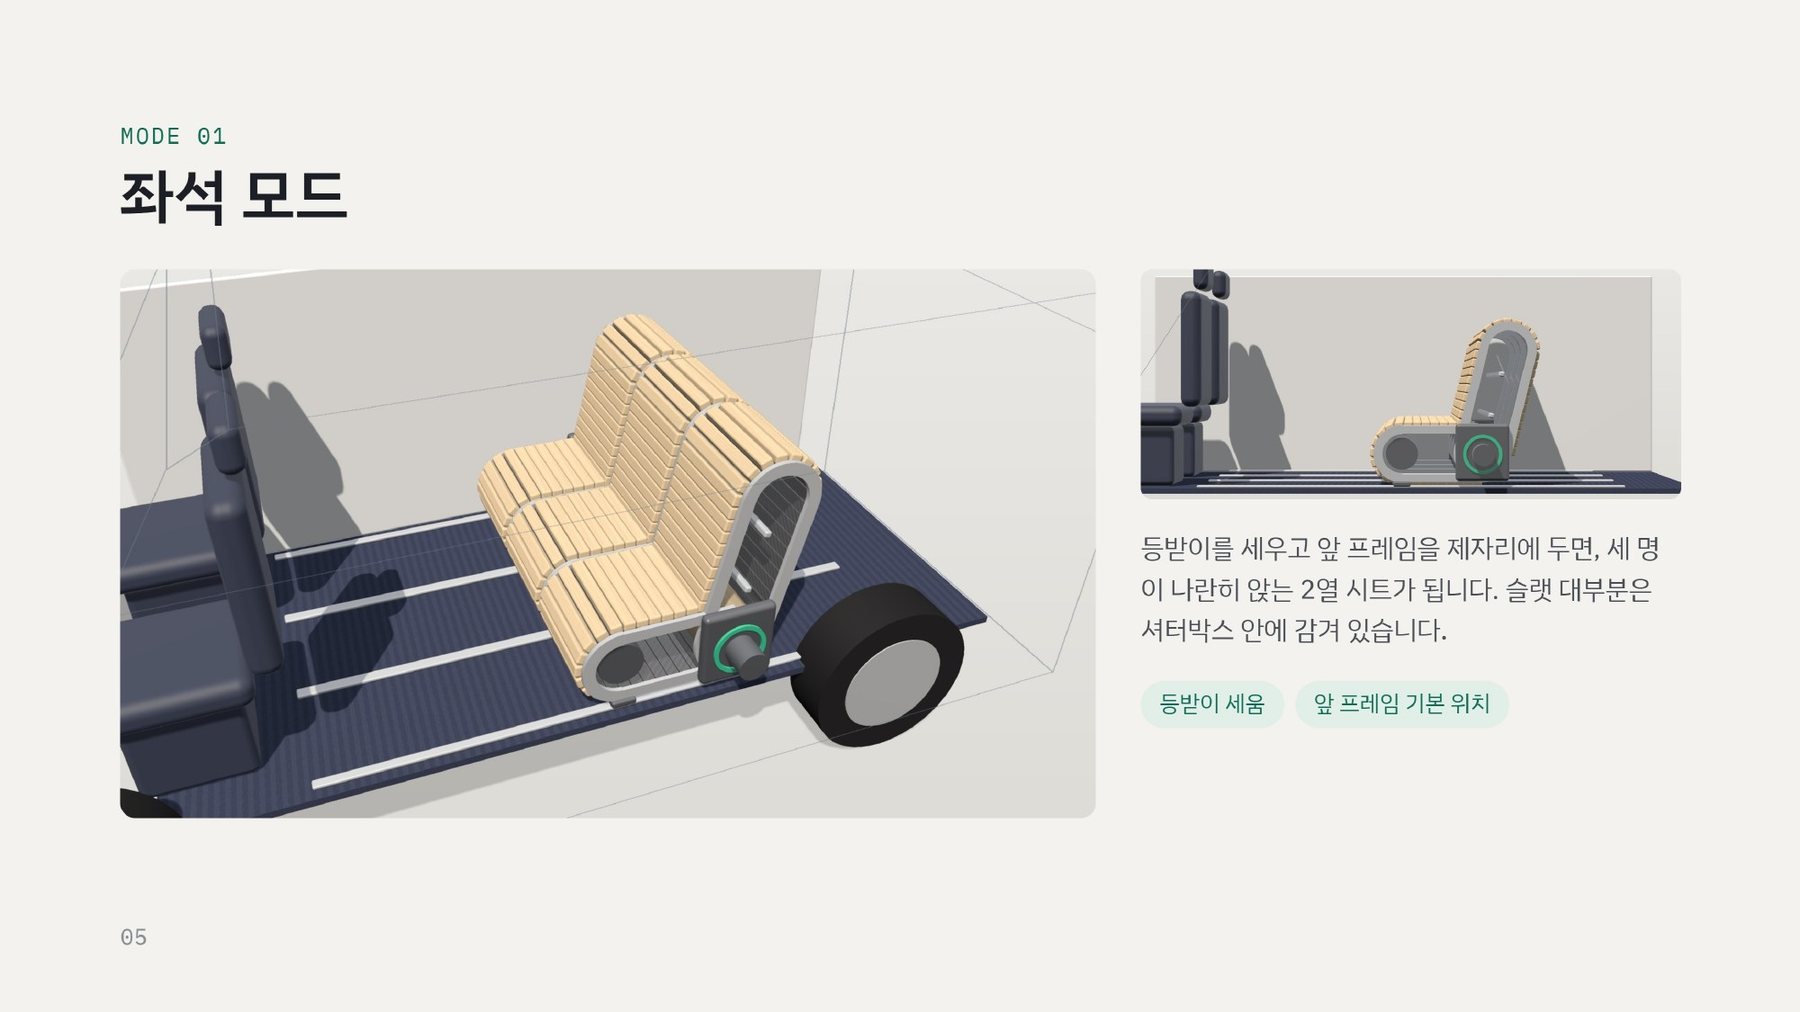 MODE 01
좌석 모드
등받이를 세우고 앞 프레임을 제자리에 두면, 세 명
이 나란히 앉는 2열 시트가 됩니다. 슬랫 대부분은
셔터박스 안에 감겨 있습니다.
등받이 세움
앞 프레임 기본 위치
05